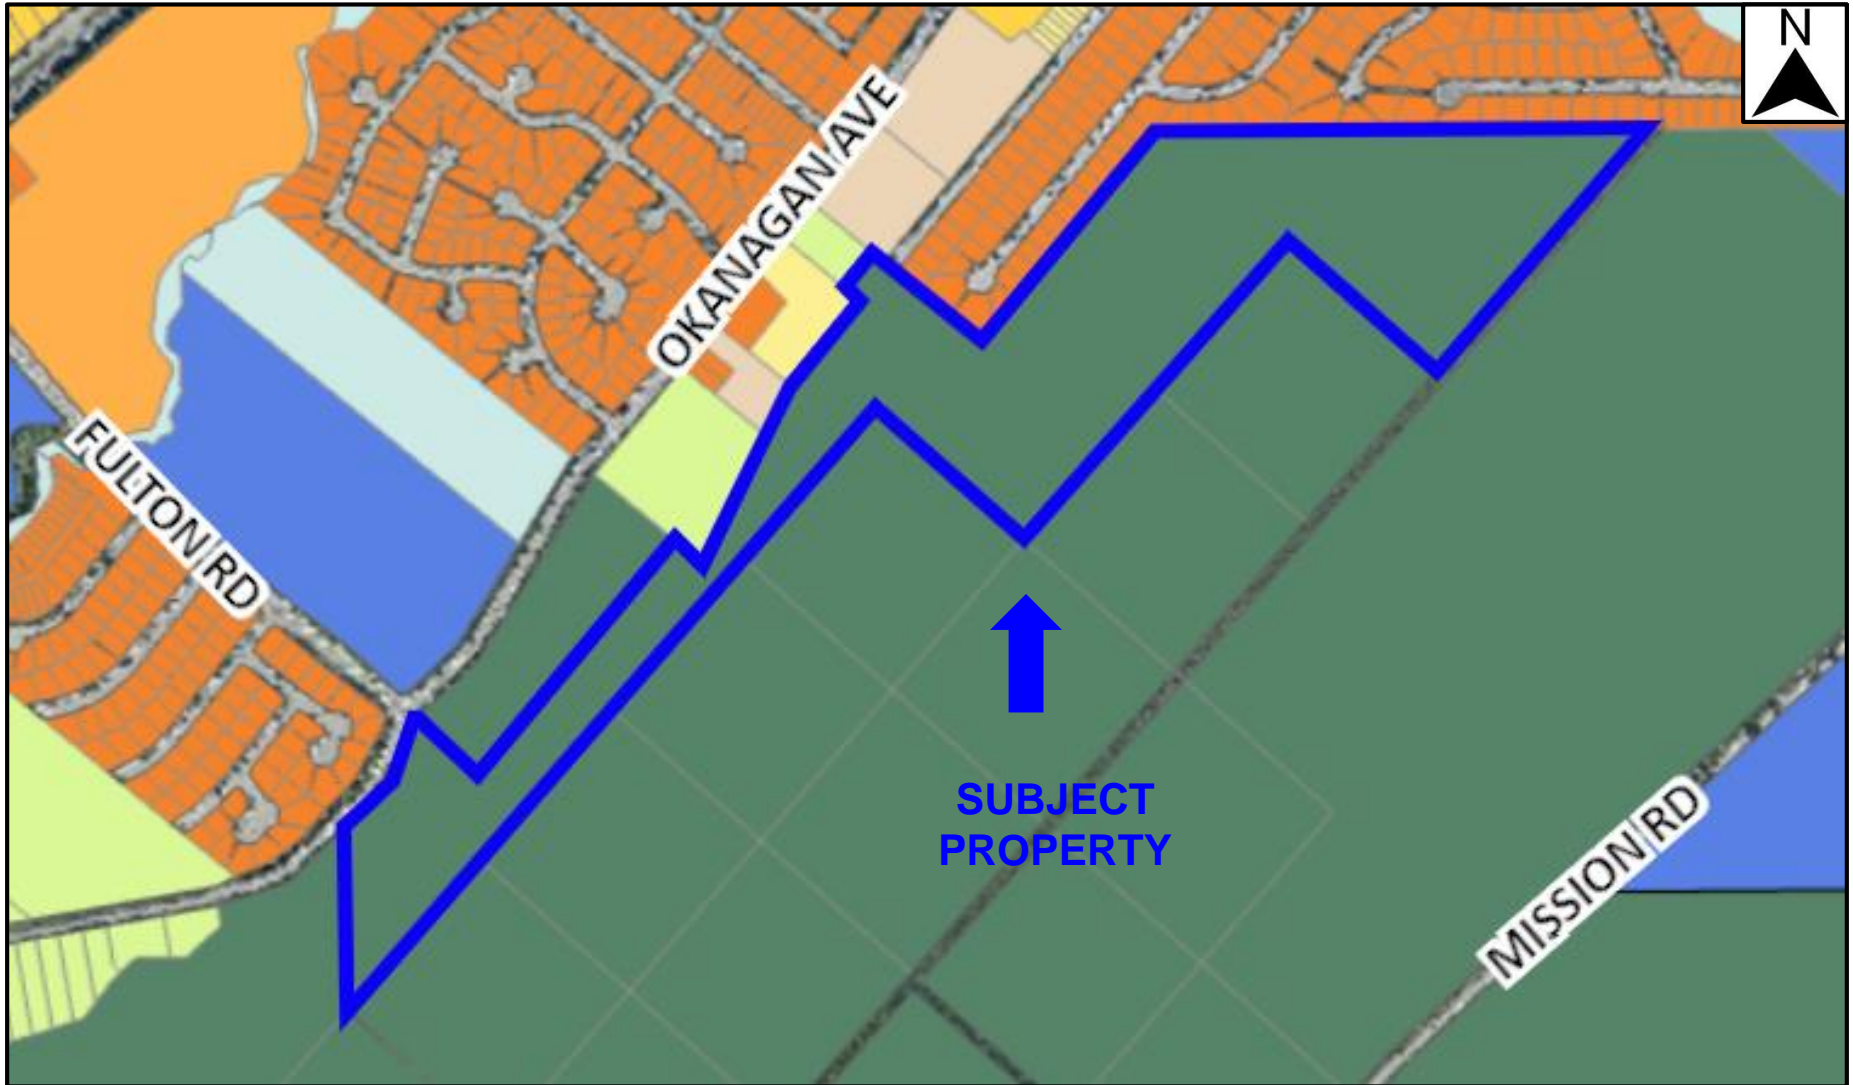 N
OKANAGAN AVE
FULTON RD
SUBJECT
PROPERTY
MISSION RD